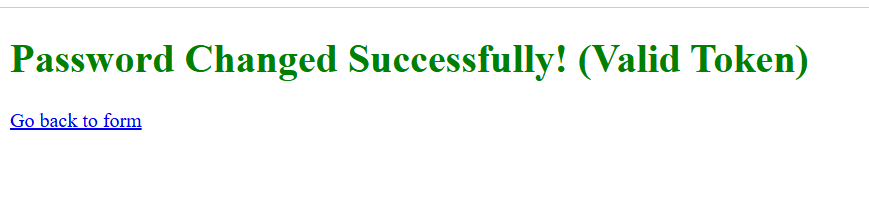 Password Changed Successfully! (Valid Token)
Go back to form